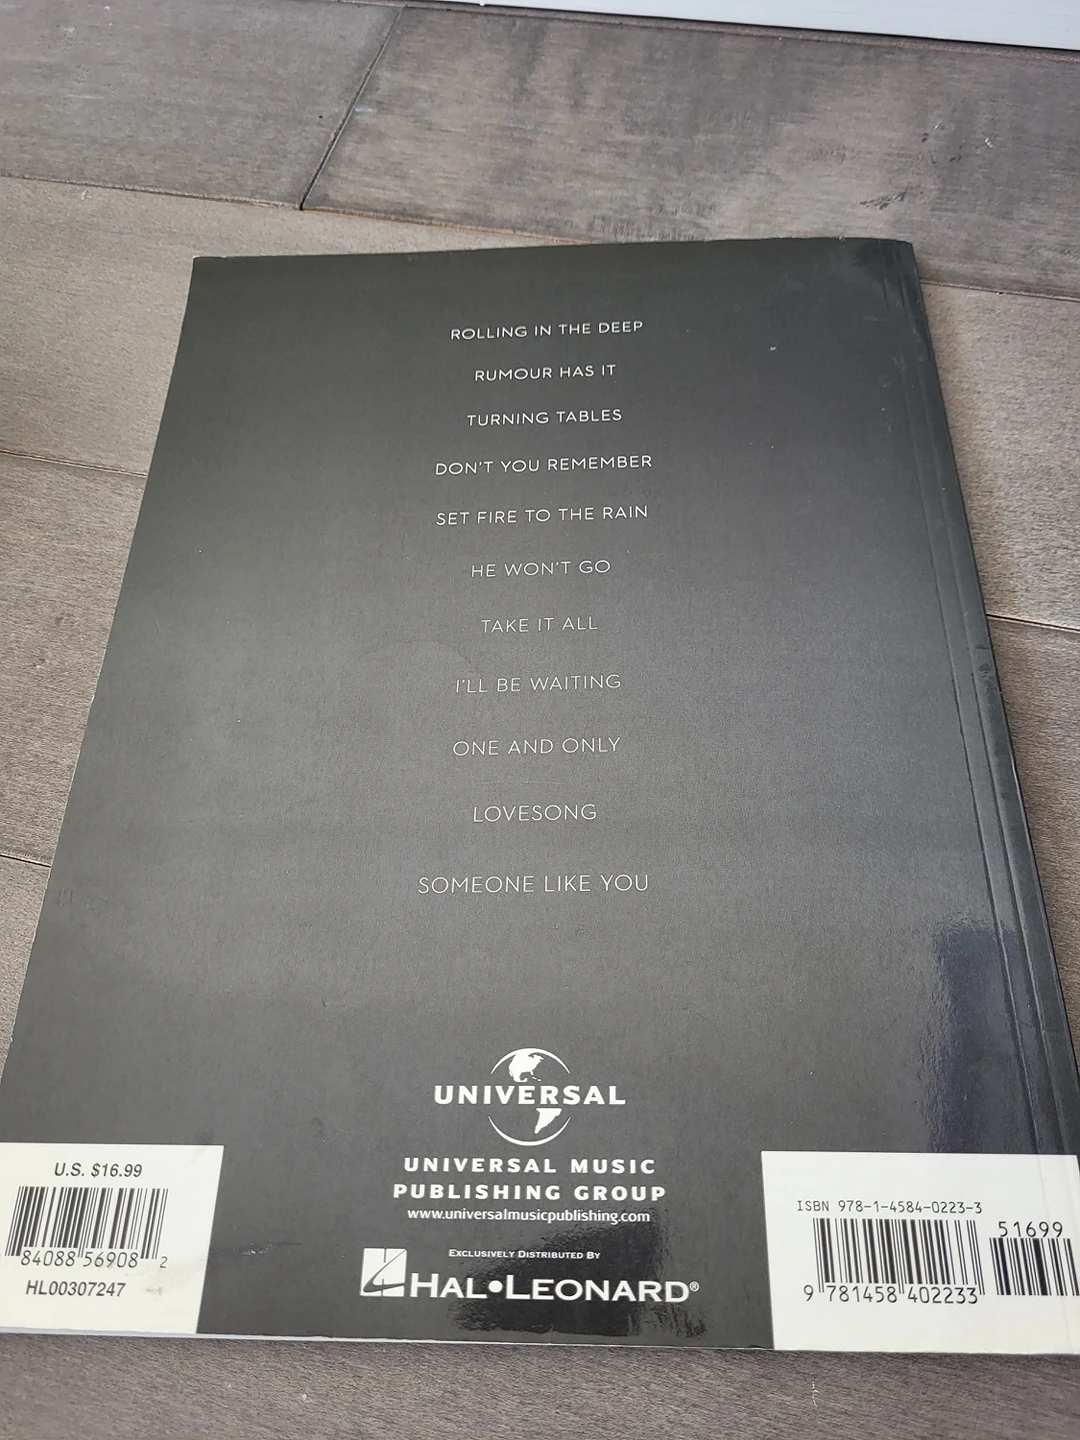 ROLLING IN THE DEEP
RUMOUR HAS IT
TURNING TABLES
DON'T YOU REMEMBER
SET FIRE TO THE RAIN
HE WON'T GO
TAKE IT ALL
I'LL BE WAITING
ONE AND ONLY
LOVESONG
SOMEONE LIKE YOU
UNIVERSAL
UNIVERSAL MUSIC
PUBLISHING GROUP
www.universalmusicpublishing.com
EXCLUSIVELY DISTRIBUTED BY
HAL•LEONARD®
U.S. $16.99
84088 56908 2
HL00307247
ISBN 978-1-4584-0223-3
51699
9 781458 402233